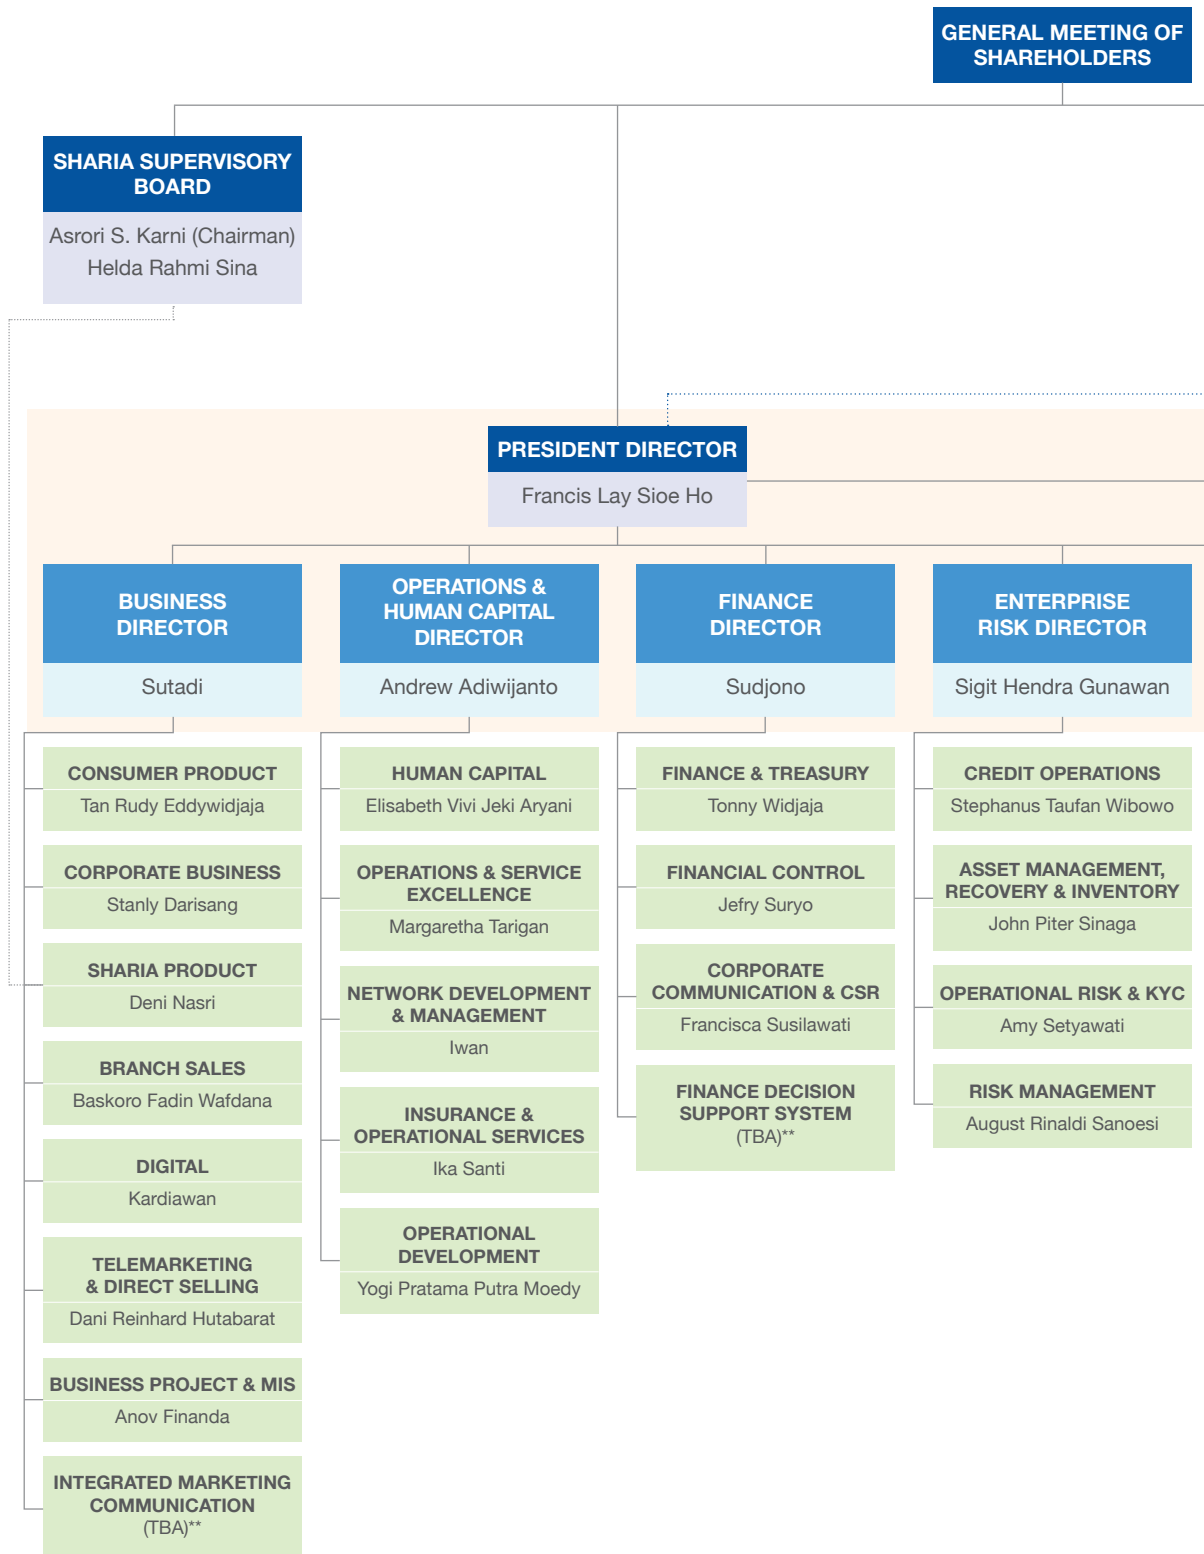 GENERAL MEETING OF
SHAREHOLDERS
SHARIA SUPERVISORY
BOARD
Asrori S. Karni (Chairman)
Helda Rahmi Sina
PRESIDENT DIRECTOR
Francis Lay Sioe Ho
BUSINESS
DIRECTOR
Sutadi
CONSUMER PRODUCT
Tan Rudy Eddywidjaja
CORPORATE BUSINESS
Stanly Darisang
SHARIA PRODUCT
Deni Nasri
BRANCH SALES
Baskoro Fadin Wafdana
DIGITAL
Kardiawan
TELEMARKETING
& DIRECT SELLING
Dani Reinhard Hutabarat
BUSINESS PROJECT & MIS
Anov Finanda
INTEGRATED MARKETING
COMMUNICATION
(TBA)**
OPERATIONS &
HUMAN CAPITAL
DIRECTOR
Andrew Adiwijanto
HUMAN CAPITAL
Elisabeth Vivi Jeki Aryani
OPERATIONS & SERVICE
EXCELLENCE
Margaretha Tarigan
NETWORK DEVELOPMENT
& MANAGEMENT
Iwan
INSURANCE &
OPERATIONAL SERVICES
Ika Santi
OPERATIONAL
DEVELOPMENT
Yogi Pratama Putra Moedy
FINANCE
DIRECTOR
Sudjono
FINANCE & TREASURY
Tonny Widjaja
FINANCIAL CONTROL
Jefry Suryo
CORPORATE
COMMUNICATION & CSR
Francisca Susilawati
FINANCE DECISION
SUPPORT SYSTEM
(TBA)**
ENTERPRISE
RISK DIRECTOR
Sigit Hendra Gunawan
CREDIT OPERATIONS
Stephanus Taufan Wibowo
ASSET MANAGEMENT,
RECOVERY & INVENTORY
John Piter Sinaga
OPERATIONAL RISK & KYC
Amy Setyawati
RISK MANAGEMENT
August Rinaldi Sanoesi